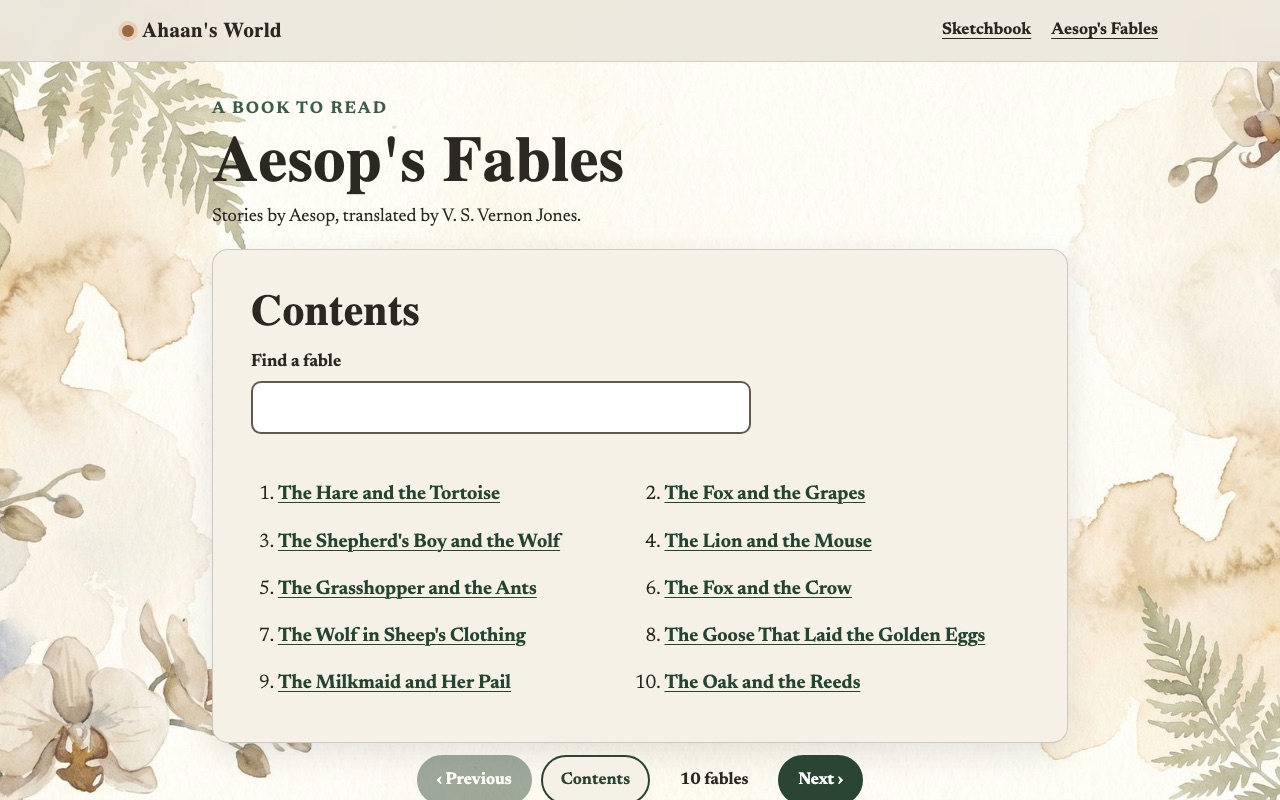 Ahaan's World
Sketchbook Aesop's Fables
A BOOK TO READ
Aesop's Fables
Stories by Aesop, translated by V. S. Vernon Jones.
Contents
Find a fable
1. The Hare and the Tortoise
2. The Fox and the Grapes
3. The Shepherd's Boy and the Wolf
4. The Lion and the Mouse
5. The Grasshopper and the Ants
6. The Fox and the Crow
7. The Wolf in Sheep's Clothing
8. The Goose That Laid the Golden Eggs
9. The Milkmaid and Her Pail
10. The Oak and the Reeds
‹ Previous Contents 10 fables Next ›